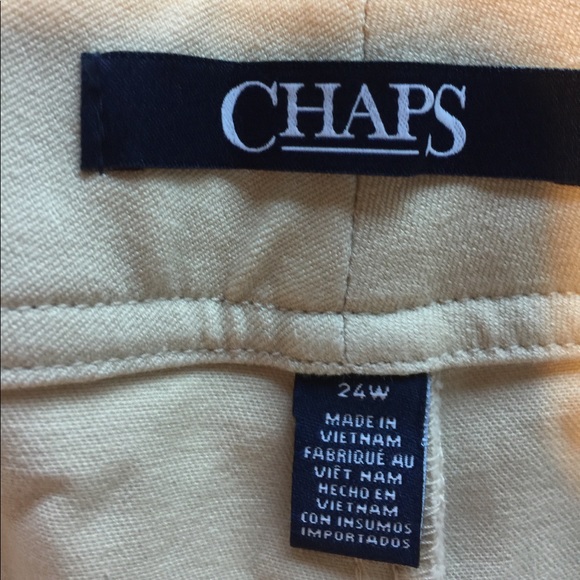 CHAPS
24W
MADE IN
VIETNAM
FABRIQUÉ AU
VIÊT NAM
HECHO EN
VIETNAM
CON INSUMOS
IMPORTADOS